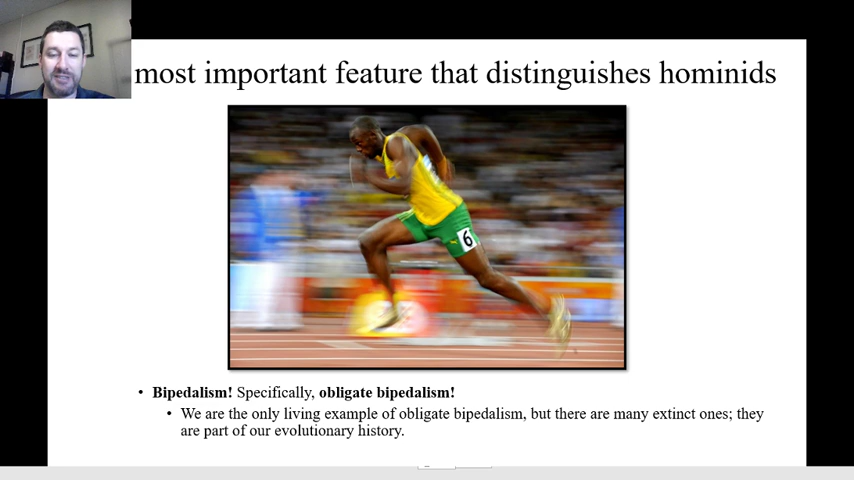 most important feature that distinguishes hominids
6
• Bipedalism! Specifically, obligate bipedalism!
• We are the only living example of obligate bipedalism, but there are many extinct ones; they
are part of our evolutionary history.